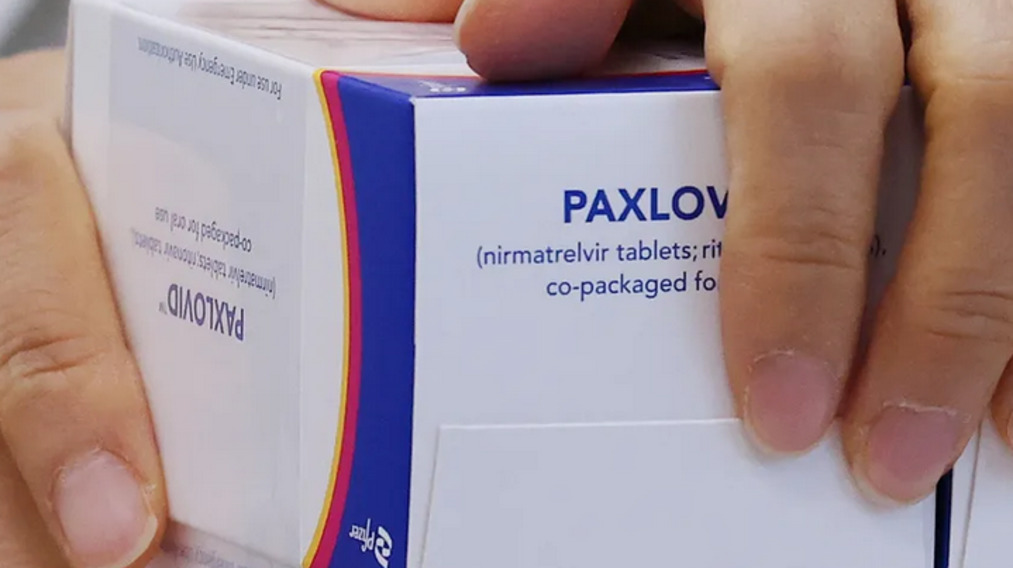 PAXLOV
(nirmatrelvir tablets; rit
co-packaged fo
For use under Emergency Use Authorization.
PAXLOVID™
(nirmatrelvir tablets; ritonavir tablets),
co-packaged for oral use
Pfizer